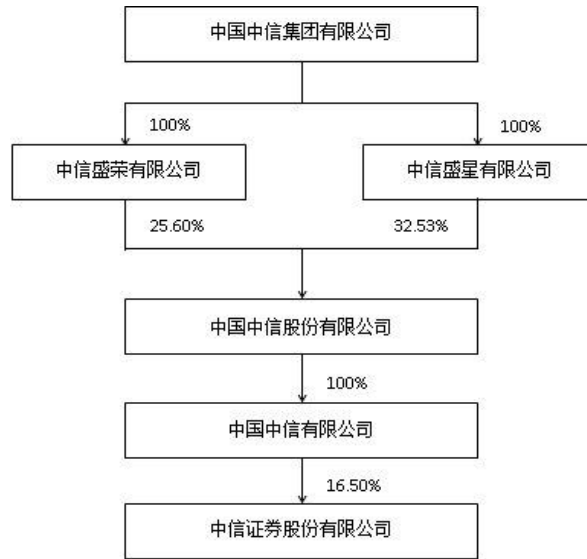 中国中信集团有限公司
100%
100%
中信盛荣有限公司
中信盛星有限公司
25.60%
32.53%
中国中信股份有限公司
100%
中国中信有限公司
16.50%
中信证券股份有限公司